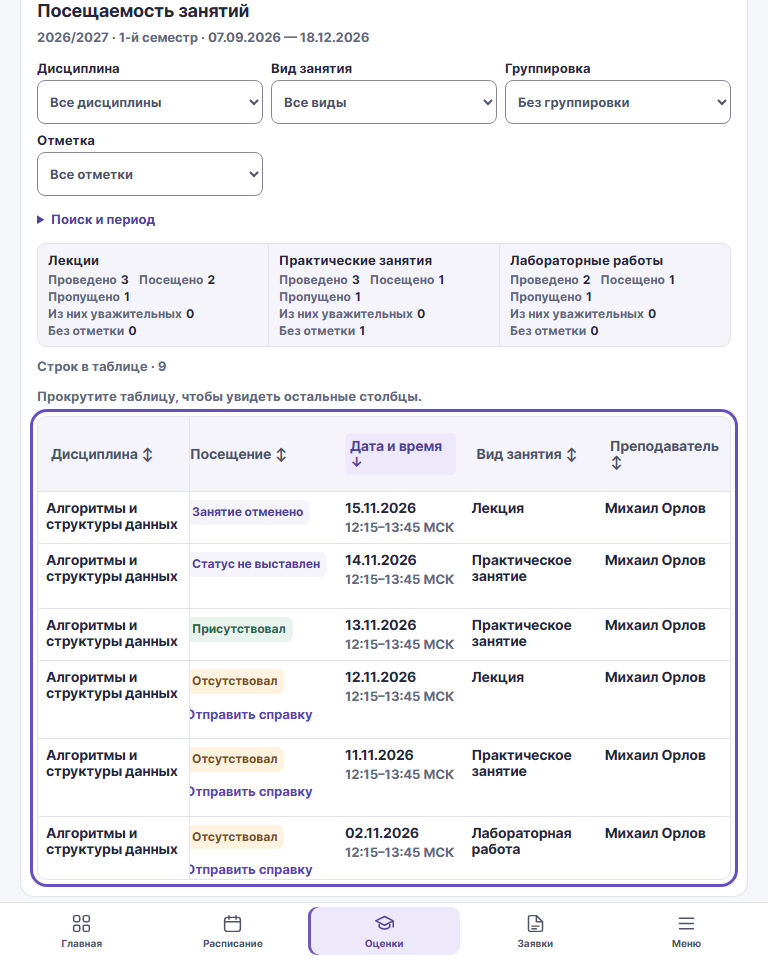 Посещаемость занятий
2026/2027 · 1-й семестр · 07.09.2026 — 18.12.2026
Дисциплина Вид занятия Группировка
Все дисциплины Все виды Без группировки
Отметка
Все отметки
Поиск и период
Лекции
Проведено 3 Посещено 2
Пропущено 1
Из них уважительных 0
Без отметки 0
Практические занятия
Проведено 3 Посещено 1
Пропущено 1
Из них уважительных 0
Без отметки 1
Лабораторные работы
Проведено 2 Посещено 1
Пропущено 1
Из них уважительных 0
Без отметки 0
Строк в таблице · 9
Прокрутите таблицу, чтобы увидеть остальные столбцы.
Дисциплина ↕ Посещение ↕ Дата и время ↓ Вид занятия ↕ Преподаватель ↕
Алгоритмы и Занятие отменено 15.11.2026 Лекция Михаил Орлов
структуры данных 12:15–13:45 МСК
Алгоритмы и Статус не выставлен 14.11.2026 Практическое Михаил Орлов
структуры данных 12:15–13:45 МСК занятие
Алгоритмы и Присутствовал 13.11.2026 Практическое Михаил Орлов
структуры данных 12:15–13:45 МСК занятие
Алгоритмы и Отсутствовал 12.11.2026 Лекция Михаил Орлов
структуры данных 12:15–13:45 МСК
Отправить справку
Алгоритмы и Отсутствовал 11.11.2026 Практическое Михаил Орлов
структуры данных 12:15–13:45 МСК занятие
Отправить справку
Алгоритмы и Отсутствовал 02.11.2026 Лабораторная Михаил Орлов
структуры данных 12:15–13:45 МСК работа
Отправить справку
Главная Расписание Оценки Заявки Меню